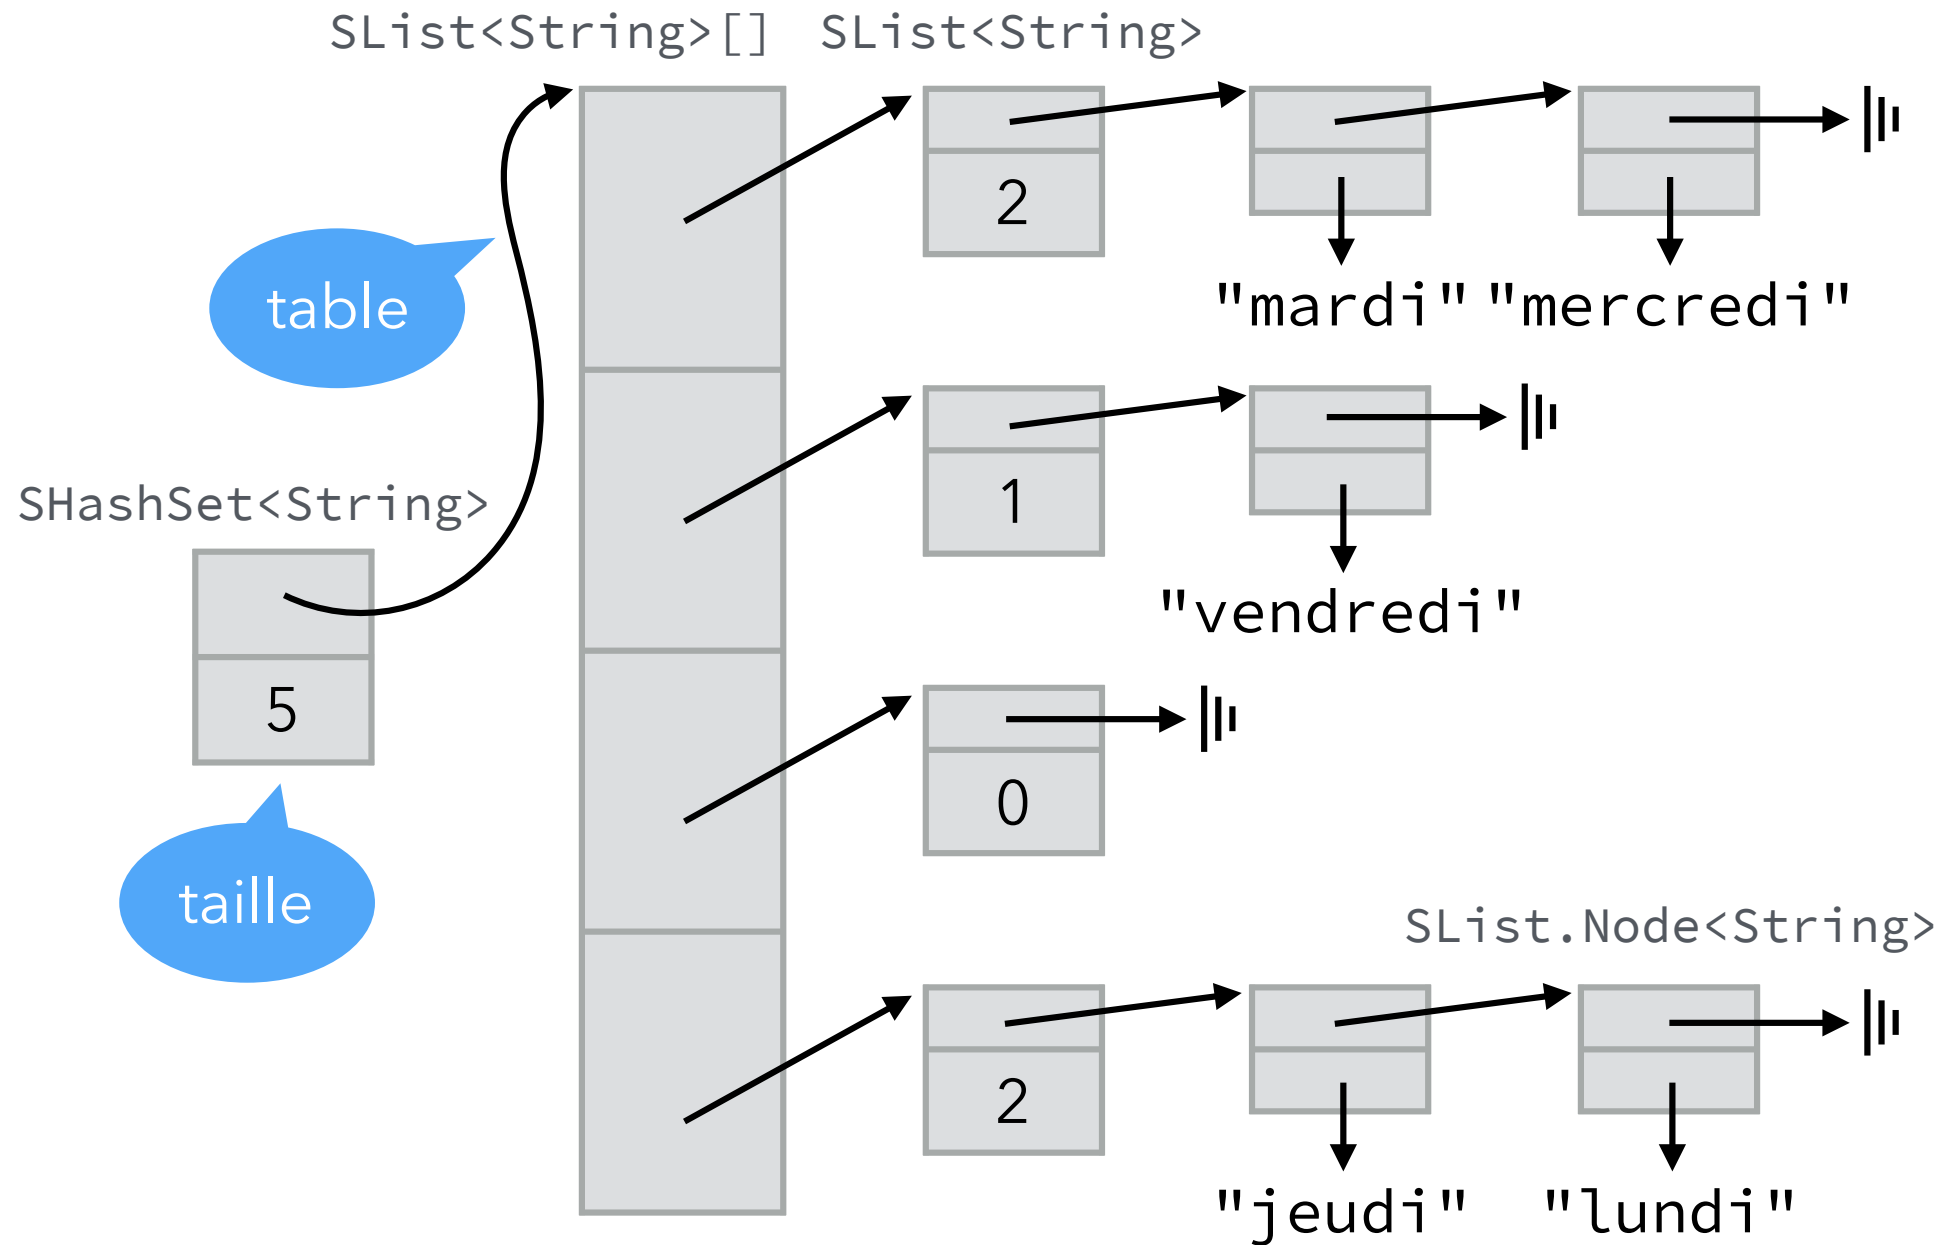 SList<String>[] SList<String>
2
table
"mardi" "mercredi"
SHashSet<String>
1
"vendredi"
5
0
taille
SList.Node<String>
2
"jeudi" "lundi"